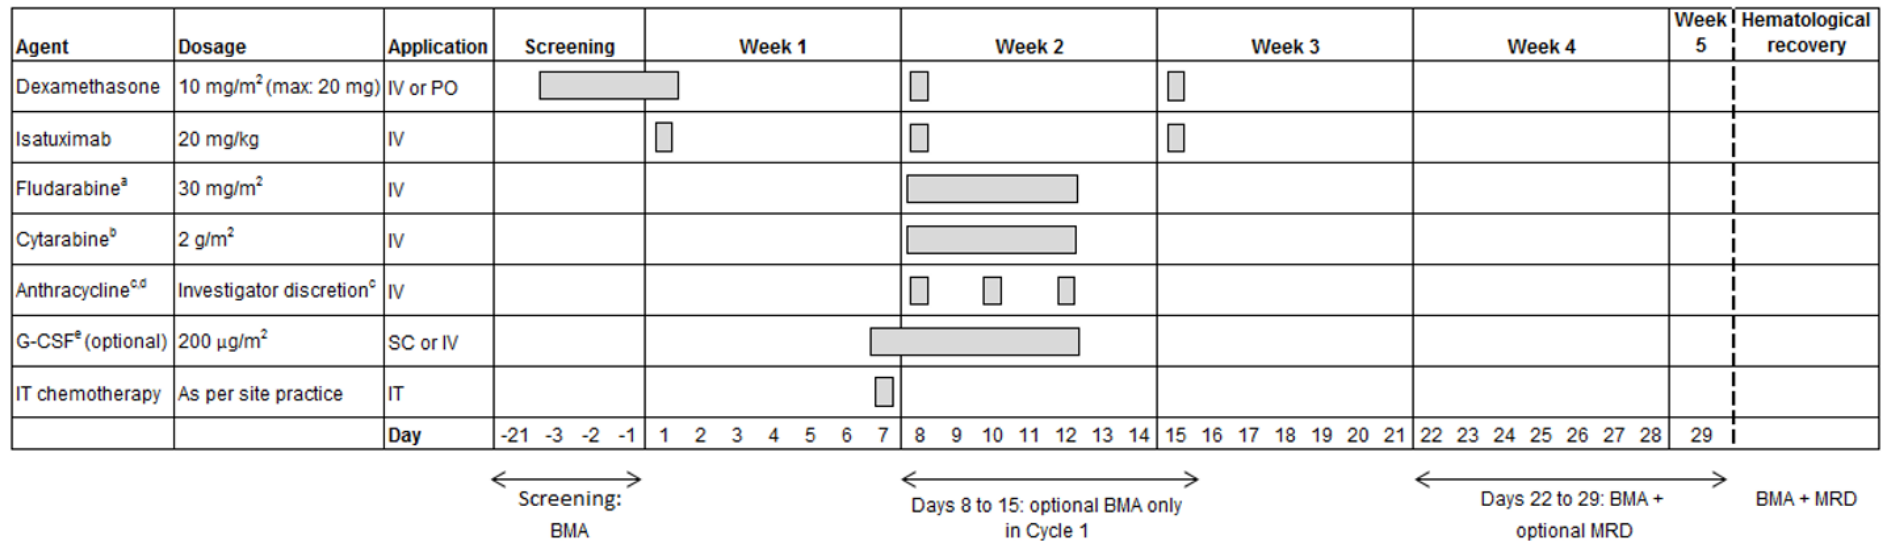 Agent Dosage Application Screening Week 1 Week 2 Week 3 Week 4 Week 5 Hematological recovery
Dexamethasone 10 mg/m² (max: 20 mg) IV or PO
Isatuximab 20 mg/kg IV
Fludarabineᵃ 30 mg/m² IV
Cytarabineᵇ 2 g/m² IV
Anthracyclineᶜ,ᵈ Investigator discretionᶜ IV
G-CSFᵉ (optional) 200 µg/m² SC or IV
IT chemotherapy As per site practice IT
Day -21 -3 -2 -1 1 2 3 4 5 6 7 8 9 10 11 12 13 14 15 16 17 18 19 20 21 22 23 24 25 26 27 28 29
Screening:
BMA
Days 8 to 15: optional BMA only
in Cycle 1
Days 22 to 29: BMA +
optional MRD
BMA + MRD